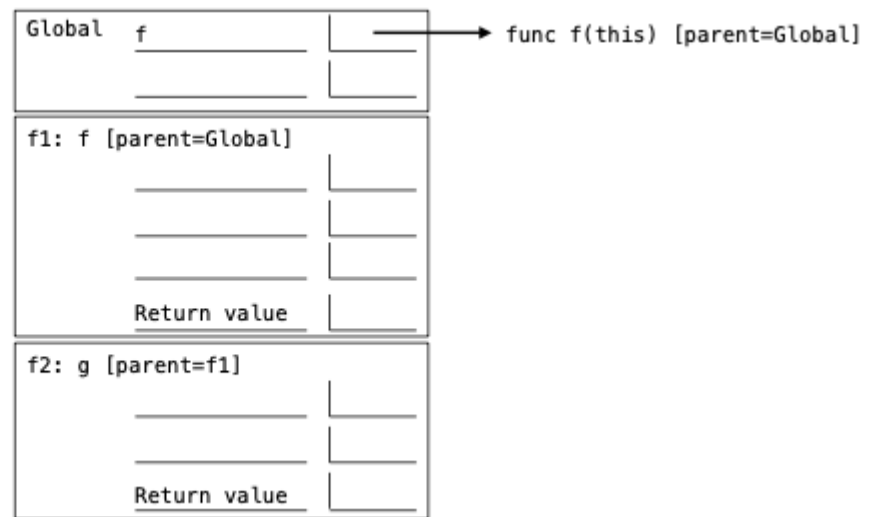 Global f func f(this) [parent=Global]
f1: f [parent=Global]
Return value
f2: g [parent=f1]
Return value